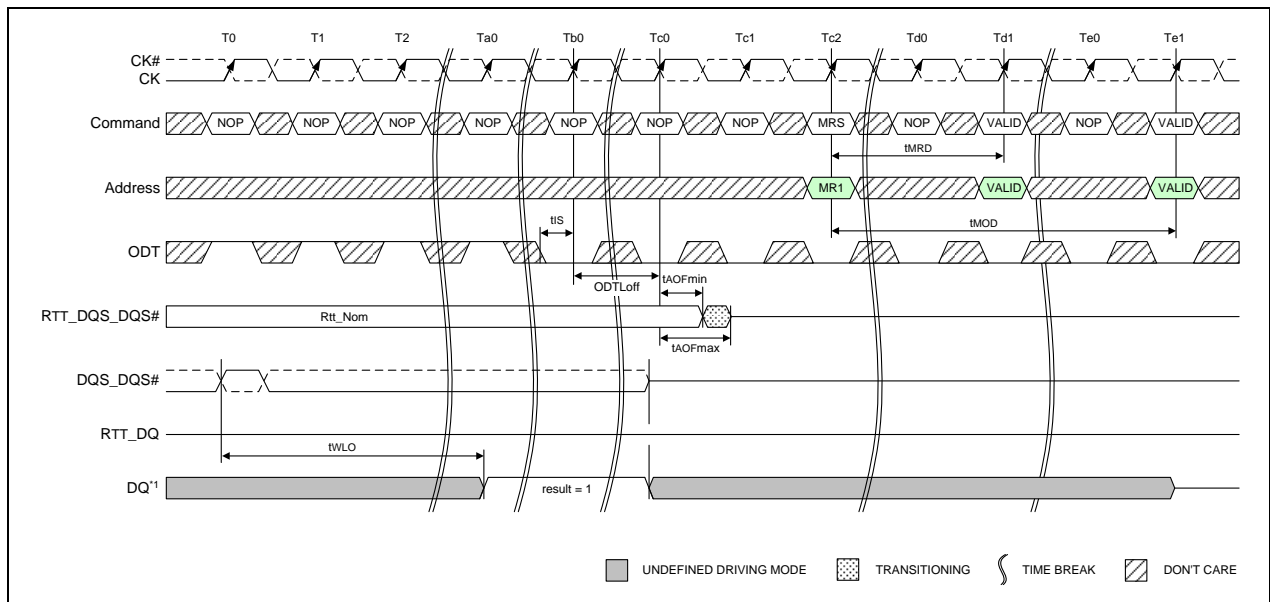 T0 T1 T2 Ta0 Tb0 Tc0 Tc1 Tc2 Td0 Td1 Te0 Te1
CK#
CK
Command NOP NOP NOP NOP NOP NOP NOP MRS NOP VALID NOP VALID
tMRD
Address MR1 VALID VALID
tIS
tMOD
ODT
tAOFmin
ODTLoff
RTT_DQS_DQS# Rtt_Nom
tAOFmax
DQS_DQS#
RTT_DQ
tWLO
DQ*1 result = 1
UNDEFINED DRIVING MODE TRANSITIONING TIME BREAK DON'T CARE